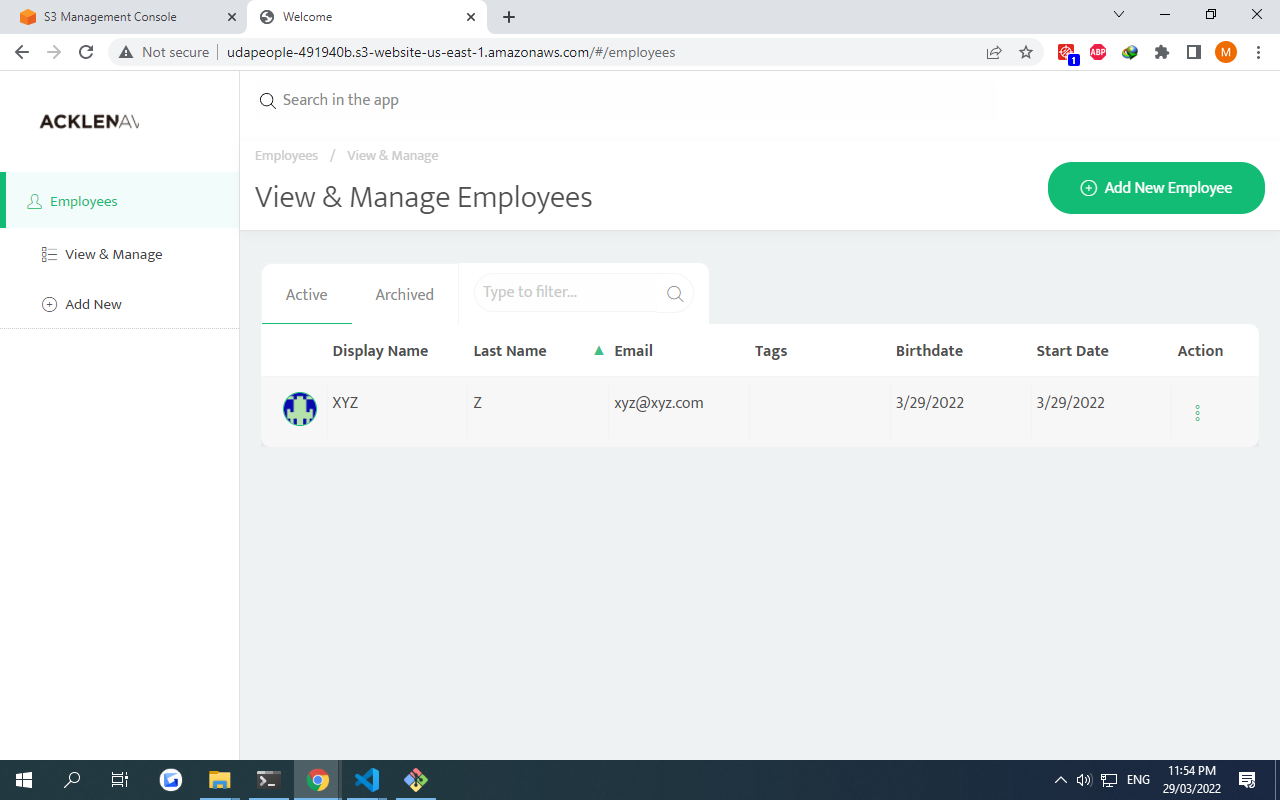 S3 Management Console
Welcome
Not secure
udapeople-491940b.s3-website-us-east-1.amazonaws.com/#/employees
ABP
1
M
ACKLENAV
Search in the app
Employees / View & Manage
View & Manage Employees
Add New Employee
Employees
View & Manage
Add New
Active
Archived
Type to filter...
Display Name Last Name ▲ Email Tags Birthdate Start Date Action
XYZ Z xyz@xyz.com 3/29/2022 3/29/2022
ENG
11:54 PM
29/03/2022